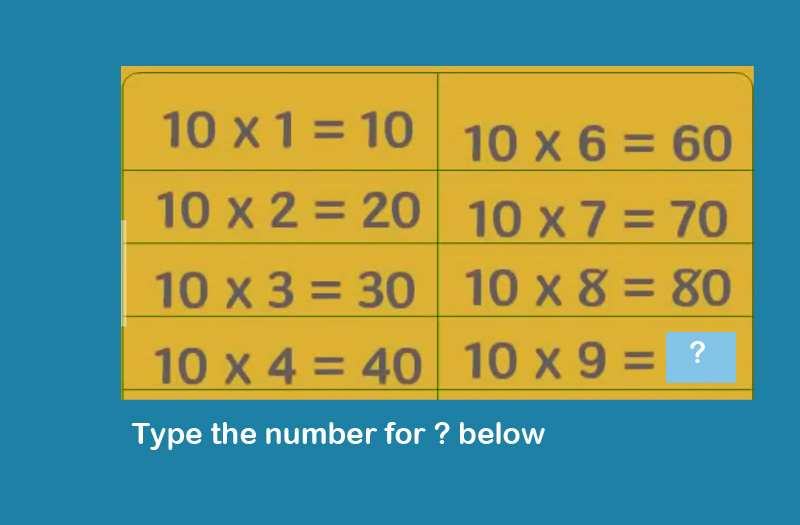 10 x 1 = 10
10 x 2 = 20
10 x 3 = 30
10 x 4 = 40
10 x 6 = 60
10 x 7 = 70
10 x 8 = 80
10 x 9 = ?
Type the number for ? below